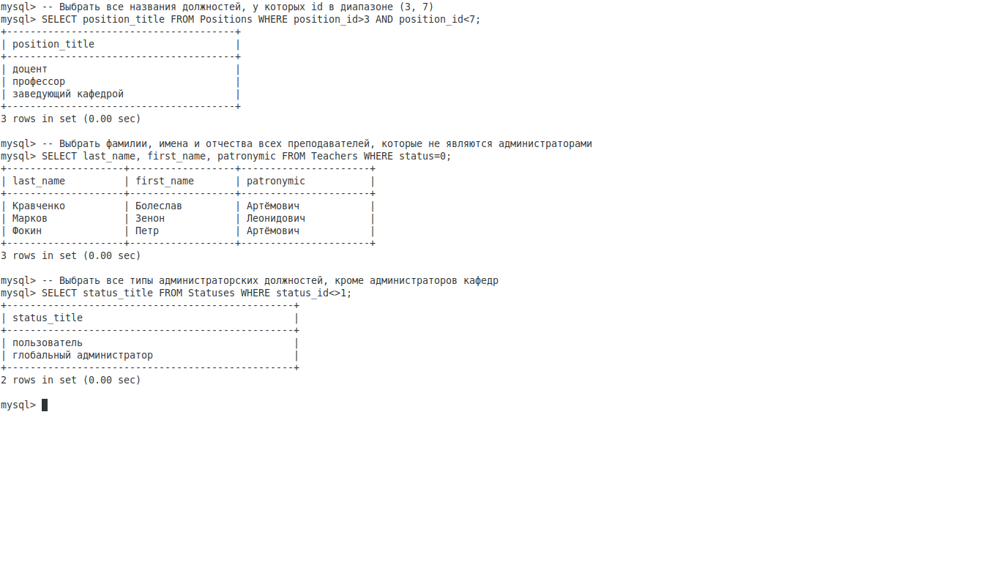 mysql> -- Выбрать все названия должностей, у которых id в диапазоне (3, 7)
mysql> SELECT position_title FROM Positions WHERE position_id>3 AND position_id<7;
+---------------------------------------+
| position_title                        |
+---------------------------------------+
| доцент                                |
| профессор                             |
| заведующий кафедрой                   |
+---------------------------------------+
3 rows in set (0.00 sec)
mysql> -- Выбрать фамилии, имена и отчества всех преподавателей, которые не являются администраторами
mysql> SELECT last_name, first_name, patronymic FROM Teachers WHERE status=0;
+--------------------+------------------+----------------------+
| last_name          | first_name       | patronymic           |
+--------------------+------------------+----------------------+
| Кравченко          | Болеслав         | Артёмович            |
| Марков             | Зенон            | Леонидович           |
| Фокин              | Петр             | Артёмович            |
+--------------------+------------------+----------------------+
3 rows in set (0.00 sec)
mysql> -- Выбрать все типы администраторских должностей, кроме администраторов кафедр
mysql> SELECT status_title FROM Statuses WHERE status_id<>1;
+-------------------------------------------------+
| status_title                                    |
+-------------------------------------------------+
| пользователь                                    |
| глобальный администратор                        |
+-------------------------------------------------+
2 rows in set (0.00 sec)
mysql>